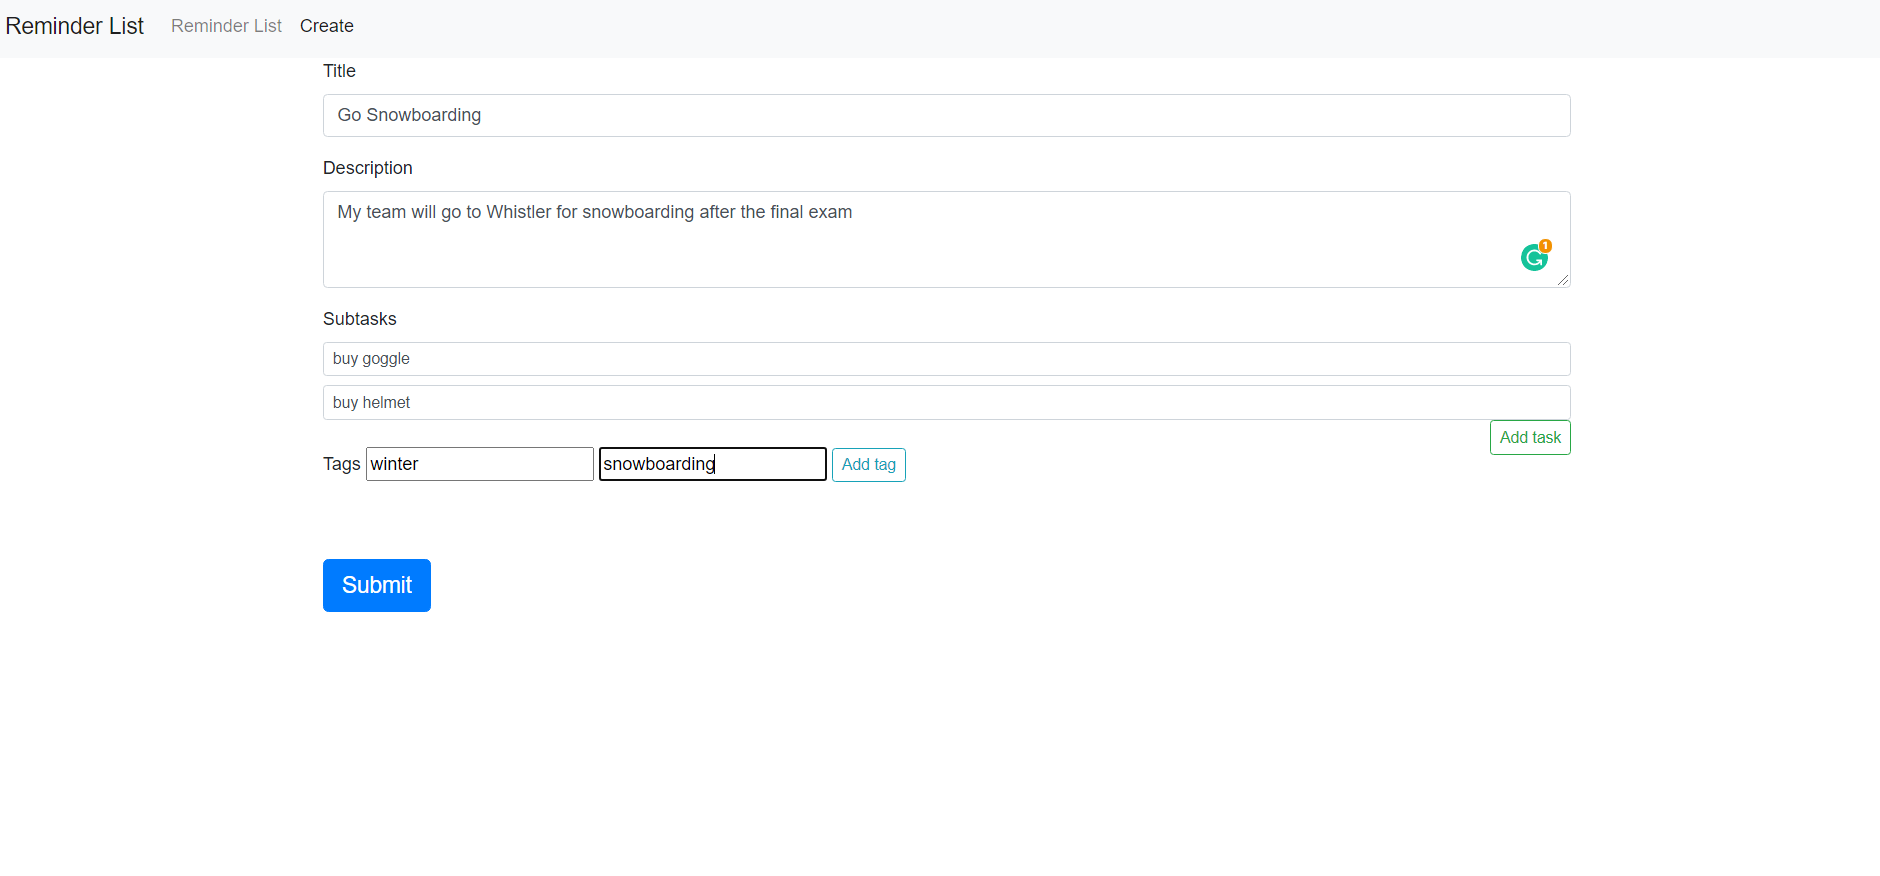 Reminder List Reminder List Create
Title
Go Snowboarding
Description
My team will go to Whistler for snowboarding after the final exam
1
Subtasks
buy goggle
buy helmet
Add task
Tags winter snowboarding Add tag
Submit